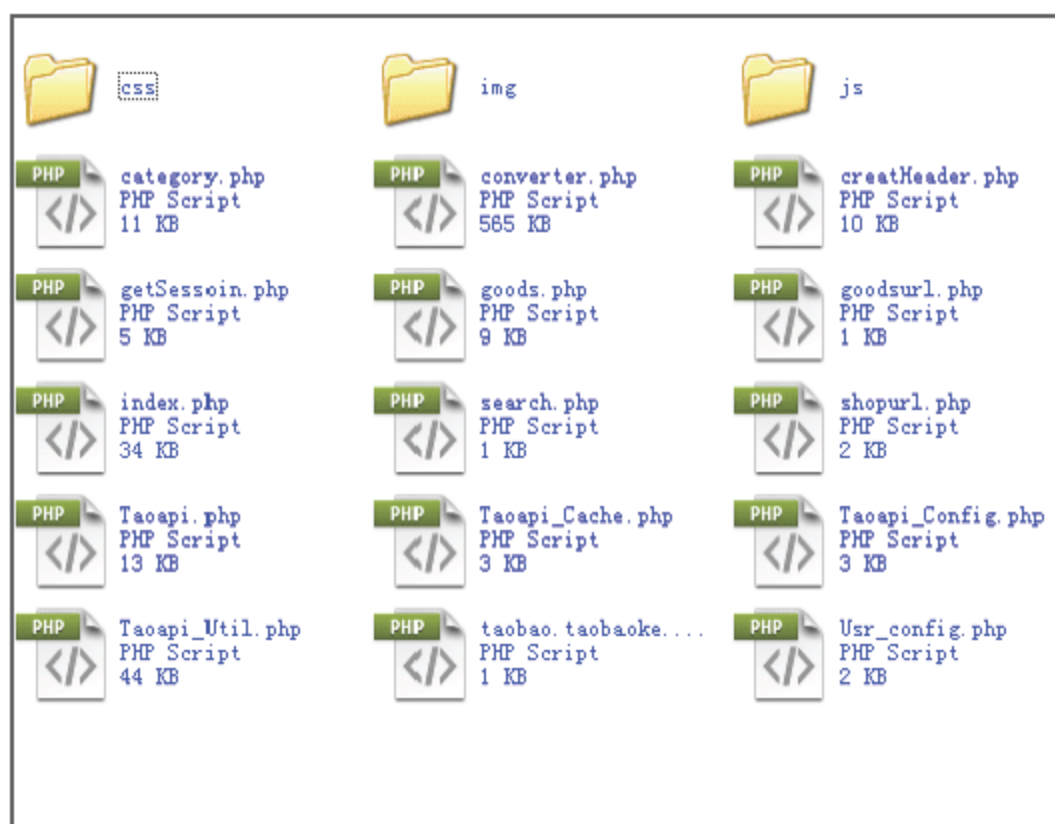 css
img
js
PHP
category.php
PHP Script
11 KB
PHP
converter.php
PHP Script
565 KB
PHP
creatHeader.php
PHP Script
10 KB
PHP
getSessoin.php
PHP Script
5 KB
PHP
goods.php
PHP Script
9 KB
PHP
goodsurl.php
PHP Script
1 KB
PHP
index.php
PHP Script
34 KB
PHP
search.php
PHP Script
1 KB
PHP
shopurl.php
PHP Script
2 KB
PHP
Taoapi.php
PHP Script
13 KB
PHP
Taoapi_Cache.php
PHP Script
3 KB
PHP
Taoapi_Config.php
PHP Script
3 KB
PHP
Taoapi_Util.php
PHP Script
44 KB
PHP
taobao.taobaoke....
PHP Script
1 KB
PHP
Usr_config.php
PHP Script
2 KB